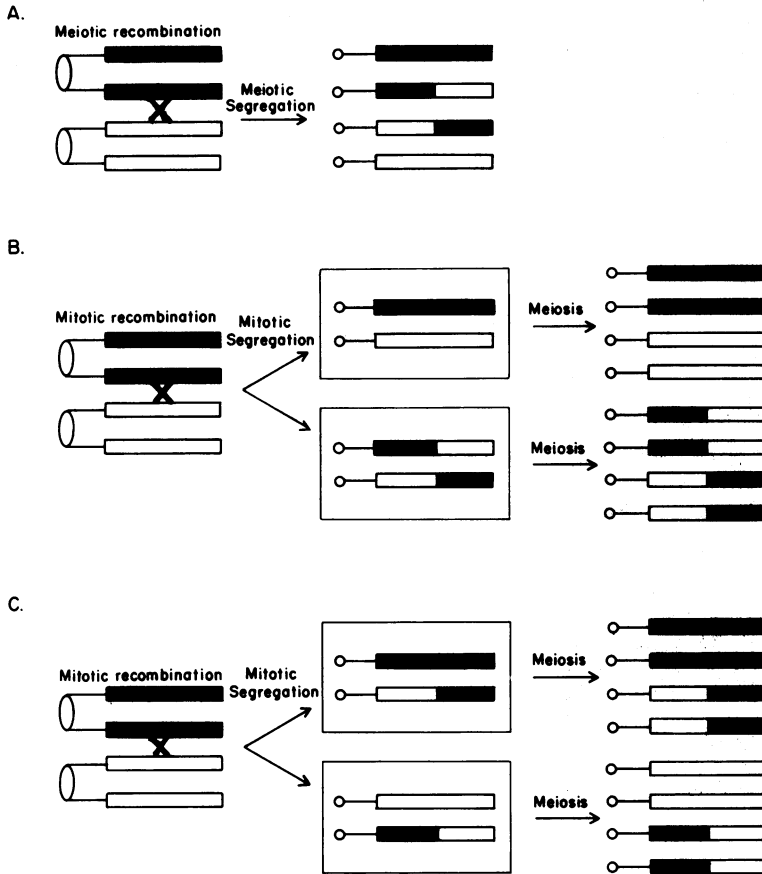 A.
Meiotic recombination
Meiotic
Segregation
B.
Mitotic recombination
Mitotic
Segregation
Meiosis
Meiosis
C.
Mitotic recombination
Mitotic
Segregation
Meiosis
Meiosis